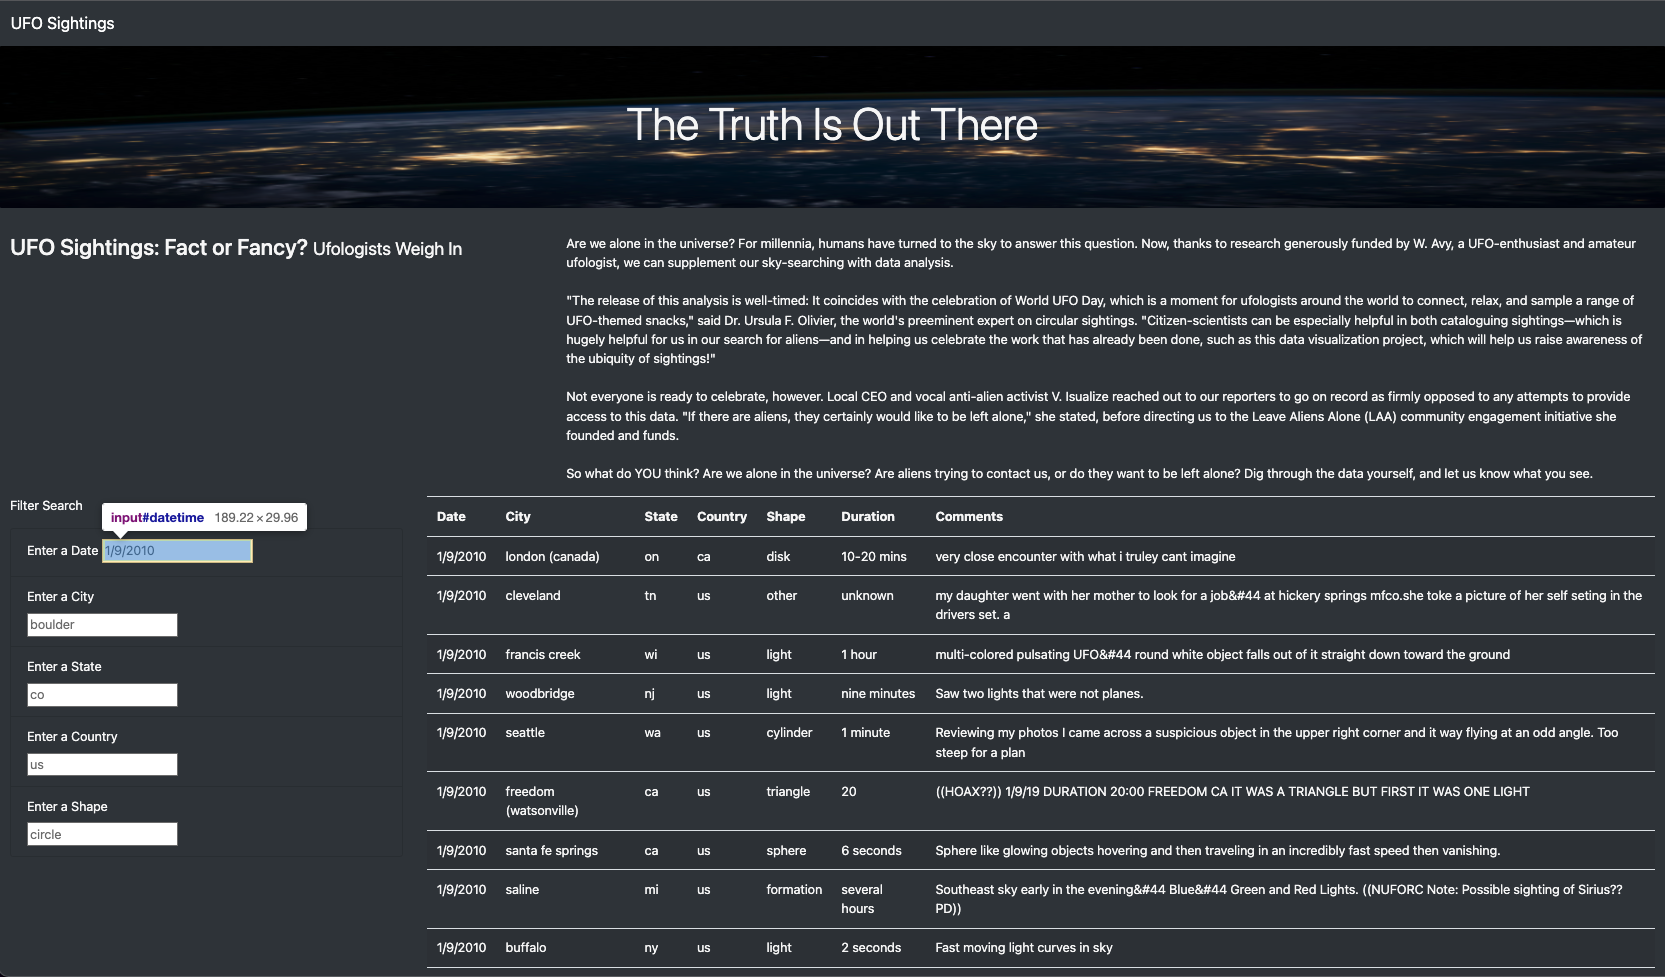 UFO Sightings
The Truth Is Out There
UFO Sightings: Fact or Fancy? Ufologists Weigh In
Are we alone in the universe? For millennia, humans have turned to the sky to answer this question. Now, thanks to research generously funded by W. Avy, a UFO-enthusiast and amateur
ufologist, we can supplement our sky-searching with data analysis.
"The release of this analysis is well-timed: It coincides with the celebration of World UFO Day, which is a moment for ufologists around the world to connect, relax, and sample a range of
UFO-themed snacks," said Dr. Ursula F. Olivier, the world's preeminent expert on circular sightings. "Citizen-scientists can be especially helpful in both cataloguing sightings—which is
hugely helpful for us in our search for aliens—and in helping us celebrate the work that has already been done, such as this data visualization project, which will help us raise awareness of
the ubiquity of sightings!"
Not everyone is ready to celebrate, however. Local CEO and vocal anti-alien activist V. Isualize reached out to our reporters to go on record as firmly opposed to any attempts to provide
access to this data. "If there are aliens, they certainly would like to be left alone," she stated, before directing us to the Leave Aliens Alone (LAA) community engagement initiative she
founded and funds.
So what do YOU think? Are we alone in the universe? Are aliens trying to contact us, or do they want to be left alone? Dig through the data yourself, and let us know what you see.
Filter Search
input#datetime 189.22 × 29.96
Enter a Date 1/9/2010
Enter a City
boulder
Enter a State
co
Enter a Country
us
Enter a Shape
circle
Date City State Country Shape Duration Comments
1/9/2010 london (canada) on ca disk 10-20 mins very close encounter with what i truley cant imagine
1/9/2010 cleveland tn us other unknown my daughter went with her mother to look for a job&#44 at hickery springs mfco.she toke a picture of her self seting in the
drivers set. a
1/9/2010 francis creek wi us light 1 hour multi-colored pulsating UFO&#44 round white object falls out of it straight down toward the ground
1/9/2010 woodbridge nj us light nine minutes Saw two lights that were not planes.
1/9/2010 seattle wa us cylinder 1 minute Reviewing my photos I came across a suspicious object in the upper right corner and it way flying at an odd angle. Too
steep for a plan
1/9/2010 freedom ca us triangle 20 ((HOAX??)) 1/9/19 DURATION 20:00 FREEDOM CA IT WAS A TRIANGLE BUT FIRST IT WAS ONE LIGHT
(watsonville)
1/9/2010 santa fe springs ca us sphere 6 seconds Sphere like glowing objects hovering and then traveling in an incredibly fast speed then vanishing.
1/9/2010 saline mi us formation several Southeast sky early in the evening&#44 Blue&#44 Green and Red Lights. ((NUFORC Note: Possible sighting of Sirius??
hours PD))
1/9/2010 buffalo ny us light 2 seconds Fast moving light curves in sky